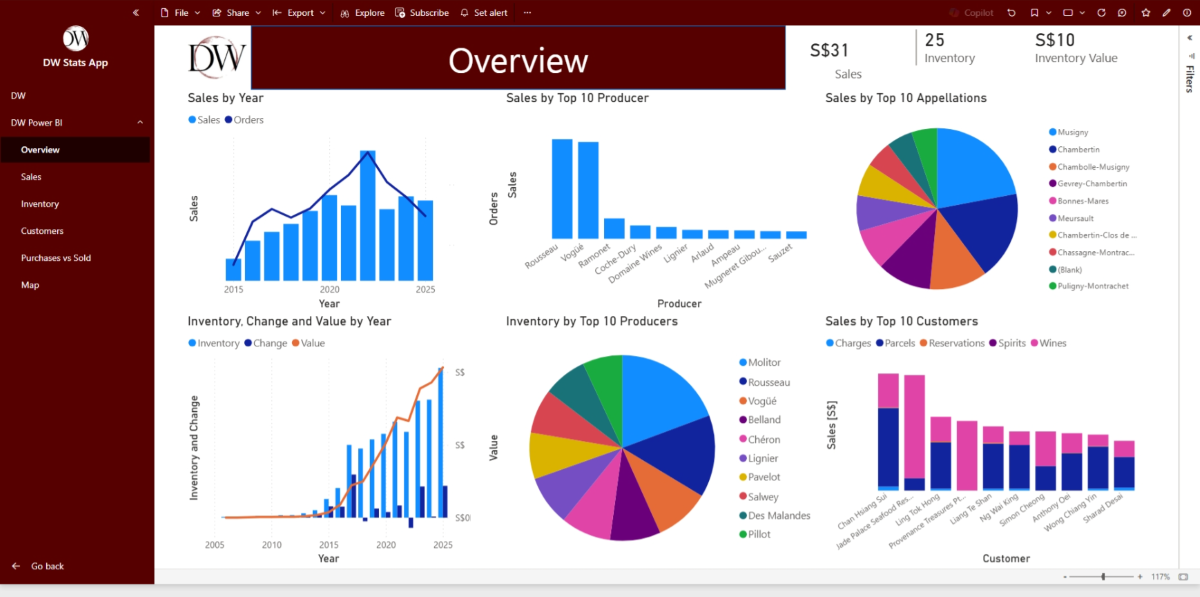 File Share Export Explore Subscribe Set alert ... Copilot
DW
DW Stats App
DW
DW Power BI
Overview
Sales
Inventory
Customers
Purchases vs Sold
Map
Go back
DW
Overview
S$31
Sales
25
Inventory
S$10
Inventory Value
Filters
Sales by Year
Sales Orders
Sales
Orders
2015 2020 2025
Year
Sales by Top 10 Producer
Sales
Rousseau
Vogüé
Ramonet
Coche-Dury
Domaine Wines
Lignier
Arlaud
Ampeau
Mugneret Gibou...
Sauzet
Producer
Sales by Top 10 Appellations
Musigny
Chambertin
Chambolle-Musigny
Gevrey-Chambertin
Bonnes-Mares
Meursault
Chambertin-Clos de ...
Chassagne-Montrac...
(Blank)
Puligny-Montrachet
Inventory, Change and Value by Year
Inventory Change Value
Inventory and Change
Value
S$
S$
S$0
2005 2010 2015 2020 2025
Year
Inventory by Top 10 Producers
Molitor
Rousseau
Vogüé
Belland
Chéron
Lignier
Pavelot
Salwey
Des Malandes
Pillot
Sales by Top 10 Customers
Charges Parcels Reservations Spirits Wines
Sales [S$]
Chan Hsiang Sui
Jade Palace Seafood Res...
Ling Tok Hong
Provenance Treasures Pt...
Liang Te Shan
Ng Wai King
Simon Cheong
Anthony Oei
Wong Chiang Yin
Sharad Desai
Customer
- + 117%